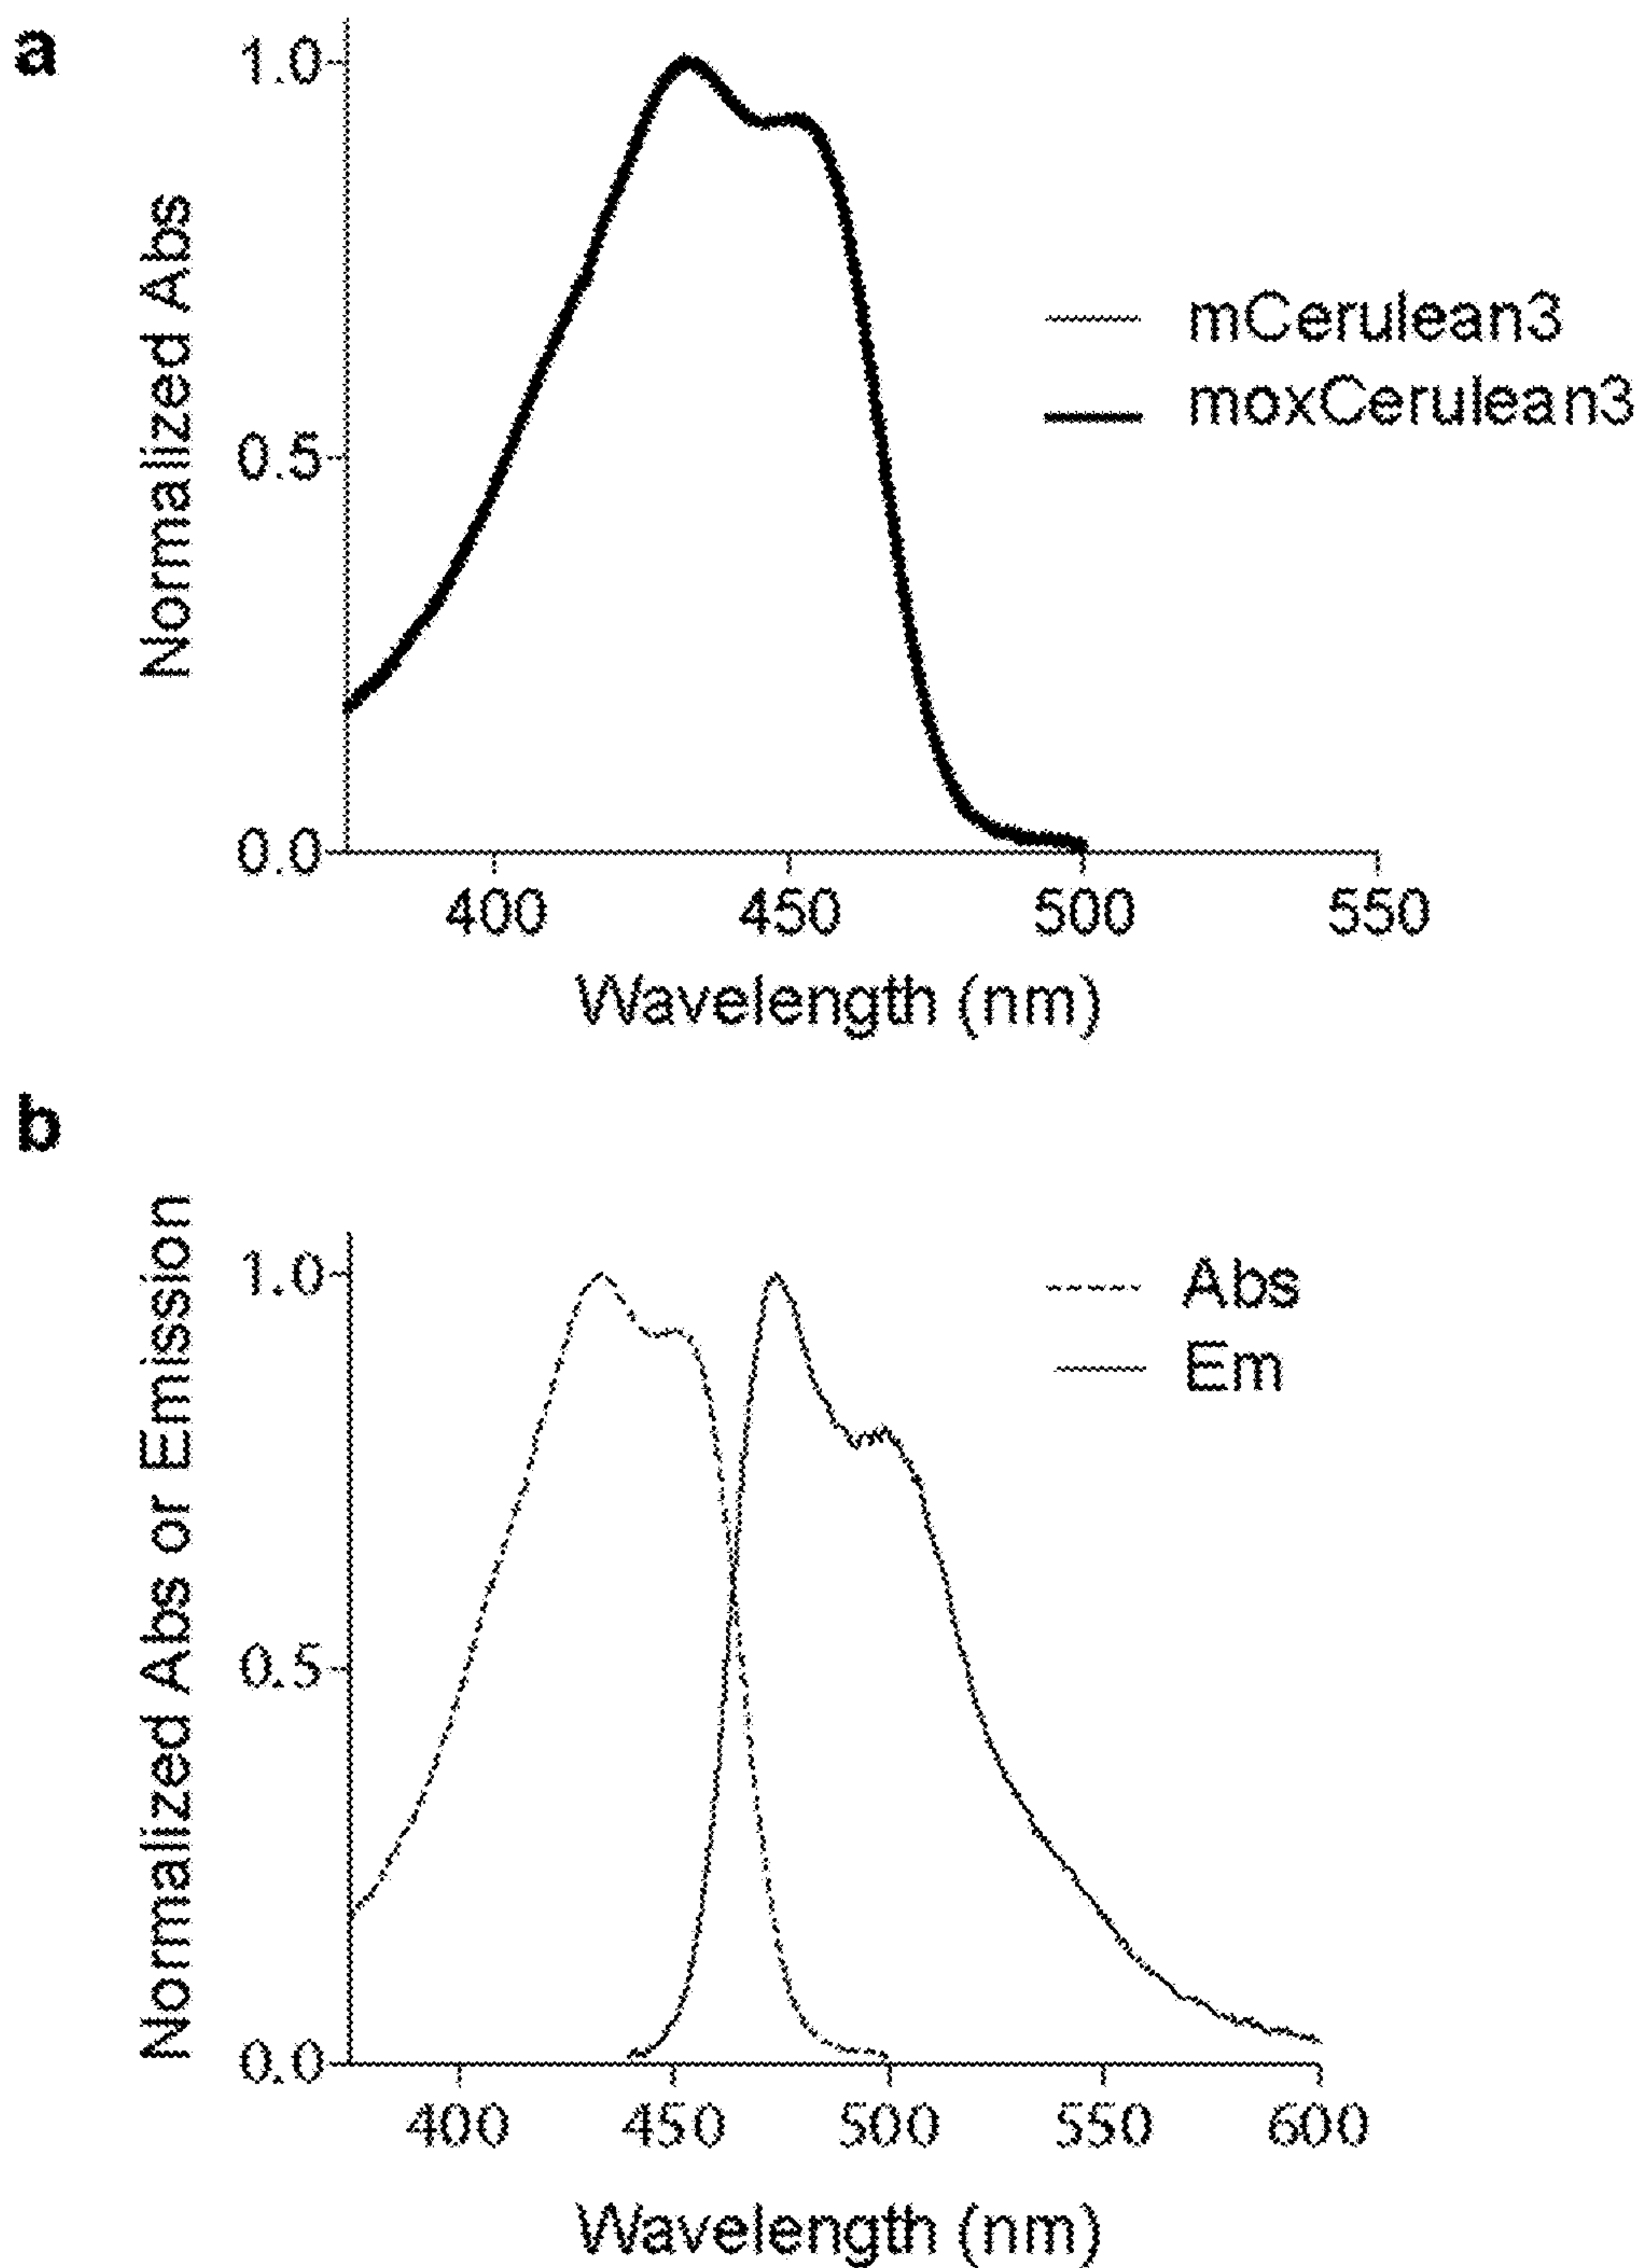 a
1.0
0.5
0.0
Normalized Abs
mCerulean3
moxCerulean3
400 450 500 550
Wavelength (nm)
b
1.0
0.5
0.0
Normalized Abs or Emission
Abs
Em
400 450 500 550 600
Wavelength (nm)